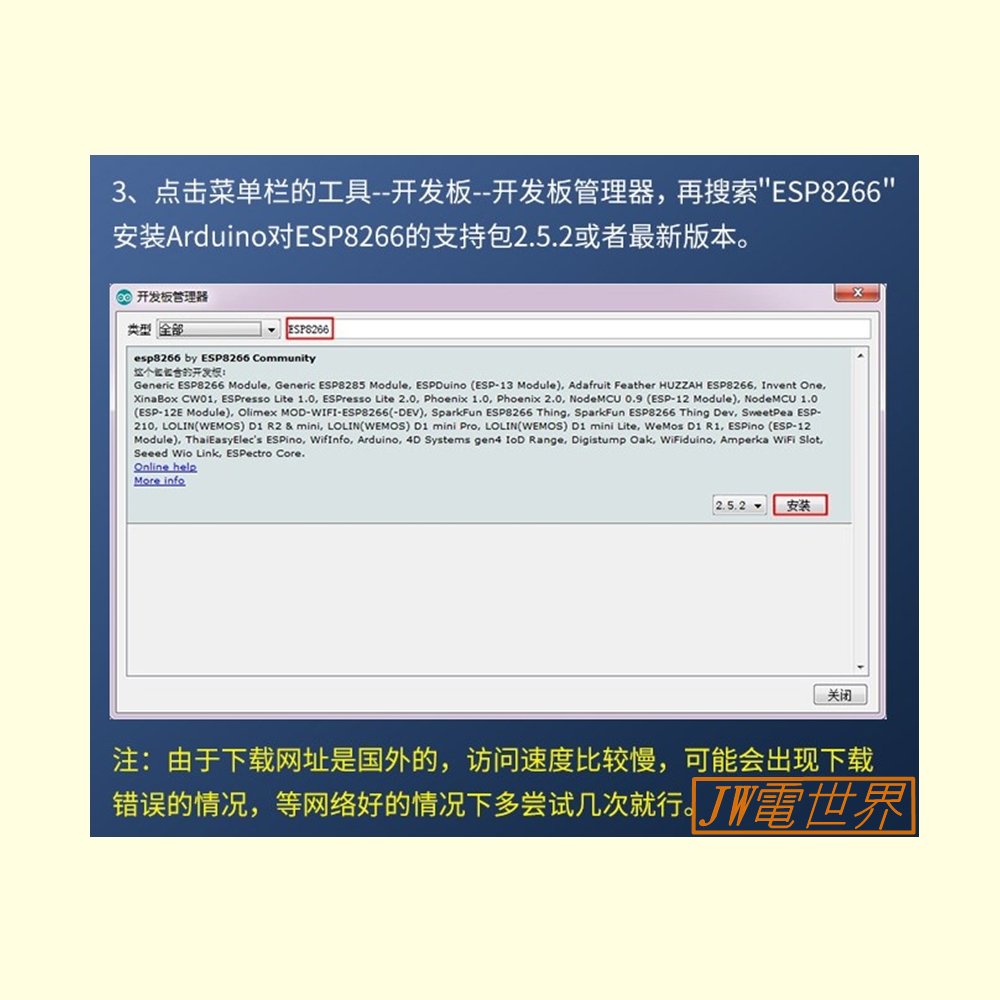 3、点击菜单栏的工具--开发板--开发板管理器，再搜索"ESP8266"
安装Arduino对ESP8266的支持包2.5.2或者最新版本。
开发板管理器
类型 全部 ESP8266
esp8266 by ESP8266 Community
这个包包含的开发板:
Generic ESP8266 Module, Generic ESP8285 Module, ESPDuino (ESP-13 Module), Adafruit Feather HUZZAH ESP8266, Invent One,
XinaBox CW01, ESPresso Lite 1.0, ESPresso Lite 2.0, Phoenix 1.0, Phoenix 2.0, NodeMCU 0.9 (ESP-12 Module), NodeMCU 1.0
(ESP-12E Module), Olimex MOD-WIFI-ESP8266(-DEV), SparkFun ESP8266 Thing, SparkFun ESP8266 Thing Dev, SweetPea ESP-
210, LOLIN(WEMOS) D1 R2 & mini, LOLIN(WEMOS) D1 mini Pro, LOLIN(WEMOS) D1 mini Lite, WeMos D1 R1, ESPino (ESP-12
Module), ThaiEasyElec's ESPino, WifInfo, Arduino, 4D Systems gen4 IoD Range, Digistump Oak, WiFiduino, Amperka WiFi Slot,
Seeed Wio Link, ESPectro Core.
Online help
More info
2.5.2 安装
关闭
注：由于下载网址是国外的，访问速度比较慢，可能会出现下载
错误的情况，等网络好的情况下多尝试几次就行。
JW電世界